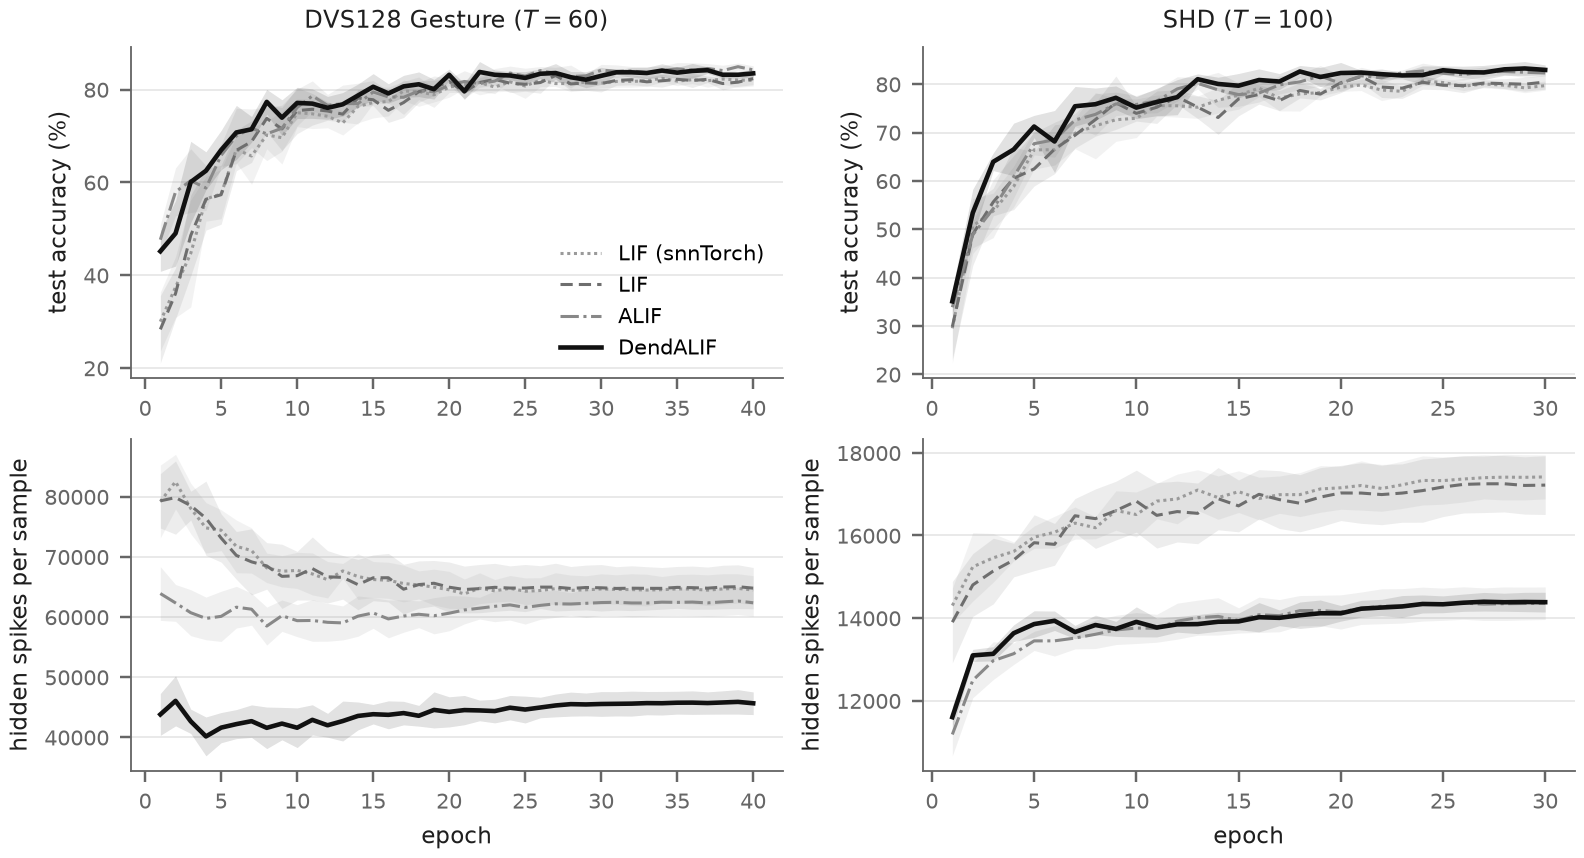 DVS128 Gesture (T = 60)
SHD (T = 100)
test accuracy (%)
80
60
40
20
0 5 10 15 20 25 30 35 40
LIF (snnTorch)
LIF
ALIF
DendALIF
test accuracy (%)
80
70
60
50
40
30
20
0 5 10 15 20 25 30
hidden spikes per sample
80000
70000
60000
50000
40000
0 5 10 15 20 25 30 35 40
epoch
hidden spikes per sample
18000
16000
14000
12000
0 5 10 15 20 25 30
epoch